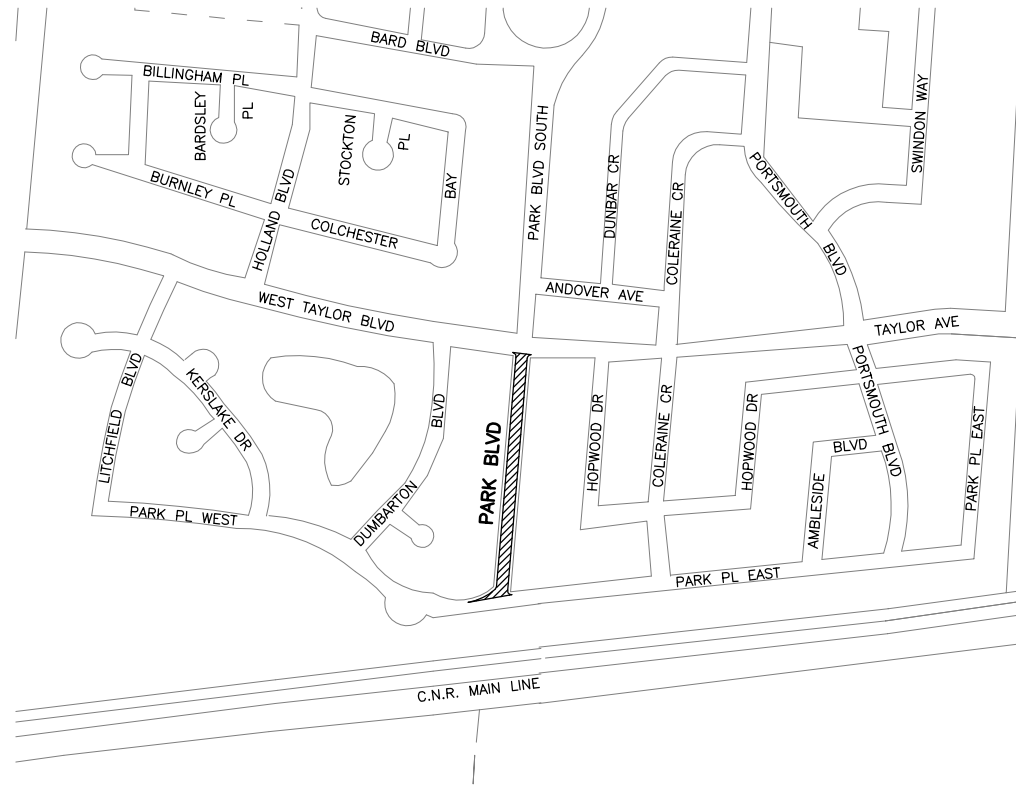 BARD BLVD
BILLINGHAM PL
BARDSLEY
PL
STOCKTON
PL
BAY
BURNLEY PL
HOLLAND BLVD
COLCHESTER
PARK BLVD SOUTH
DUNBAR CR
COLERAINE CR
PORTSMOUTH
BLVD
SWINDON WAY
ANDOVER AVE
WEST TAYLOR BLVD
TAYLOR AVE
LITCHFIELD
BLVD
KERSLAKE DR
BLVD
DUMBARTON
PARK BLVD
HOPWOOD DR
COLERAINE CR
HOPWOOD DR
PORTSMOUTH BLVD
BLVD
AMBLESIDE
PARK PL EAST
PARK PL WEST
PARK PL EAST
C.N.R. MAIN LINE